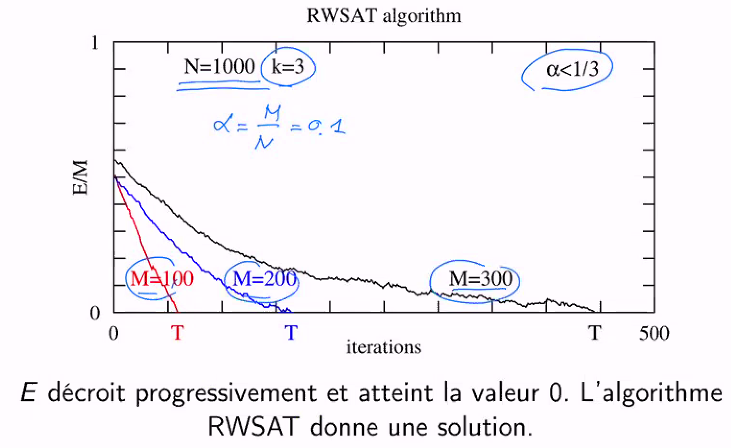 RWSAT algorithm
1
N=1000 k=3
α<1/3
α = M/N = 0.1
E/M
M=100 M=200 M=300
0
0 T T T 500
iterations
E décroit progressivement et atteint la valeur 0. L'algorithme
RWSAT donne une solution.